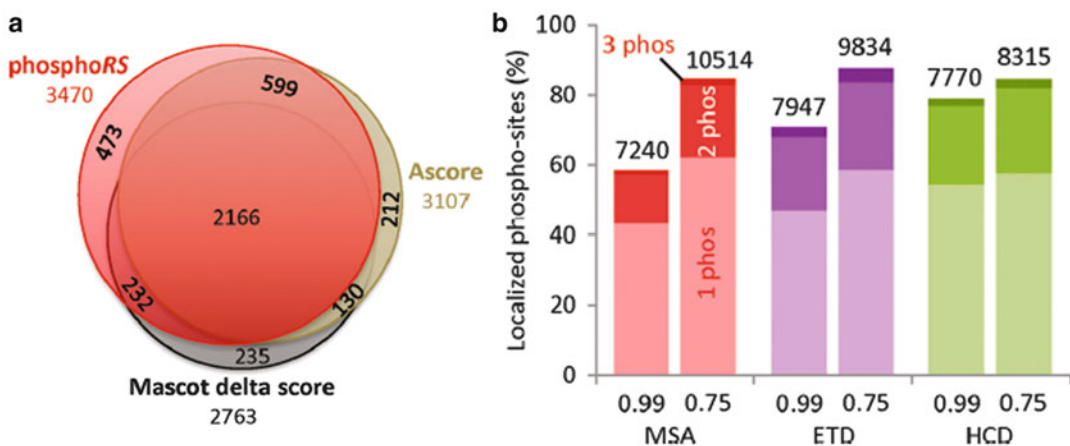 a
phosphoRS
3470
473
599
Ascore
3107
212
2166
232
130
235
Mascot delta score
2763
b
Localized phospho-sites (%)
100
80
60
40
20
0
3 phos
10514
7240
2 phos
1 phos
9834
7947
8315
7770
0.99 0.75 0.99 0.75 0.99 0.75
MSA ETD HCD